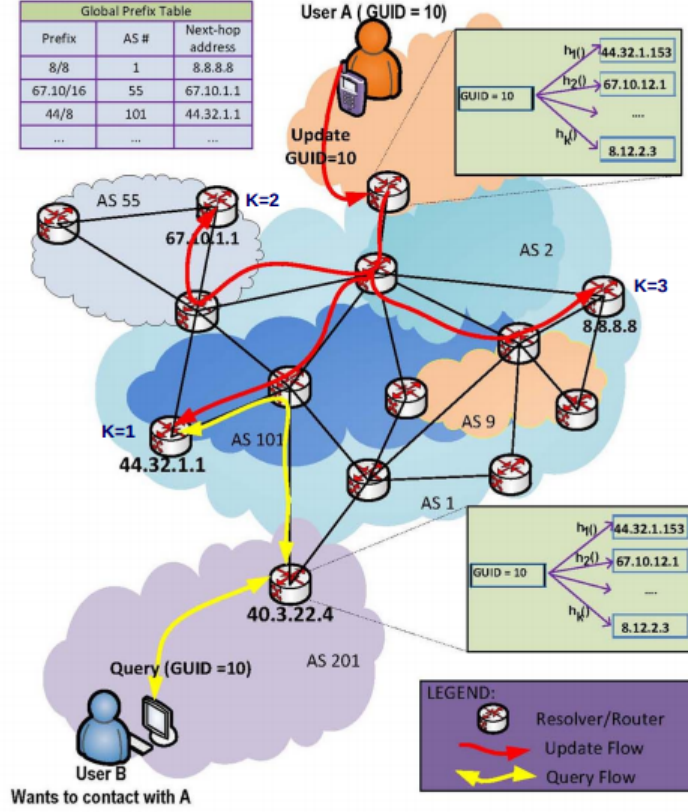 Global Prefix Table
Prefix AS # Next-hop address
8/8 1 8.8.8.8
67.10/16 55 67.10.1.1
44/8 101 44.32.1.1
... ... ...
User A ( GUID = 10)
Update
GUID=10
GUID = 10
h1() 44.32.1.153
h2() 67.10.12.1
....
hk() 8.12.2.3
AS 55
K=2
67.10.1.1
AS 2
K=3
8.8.8.8
K=1
44.32.1.1
AS 101
AS 9
AS 1
GUID = 10
h1() 44.32.1.153
h2() 67.10.12.1
....
hk() 8.12.2.3
40.3.22.4
AS 201
Query (GUID =10)
User B
Wants to contact with A
LEGEND:
Resolver/Router
Update Flow
Query Flow